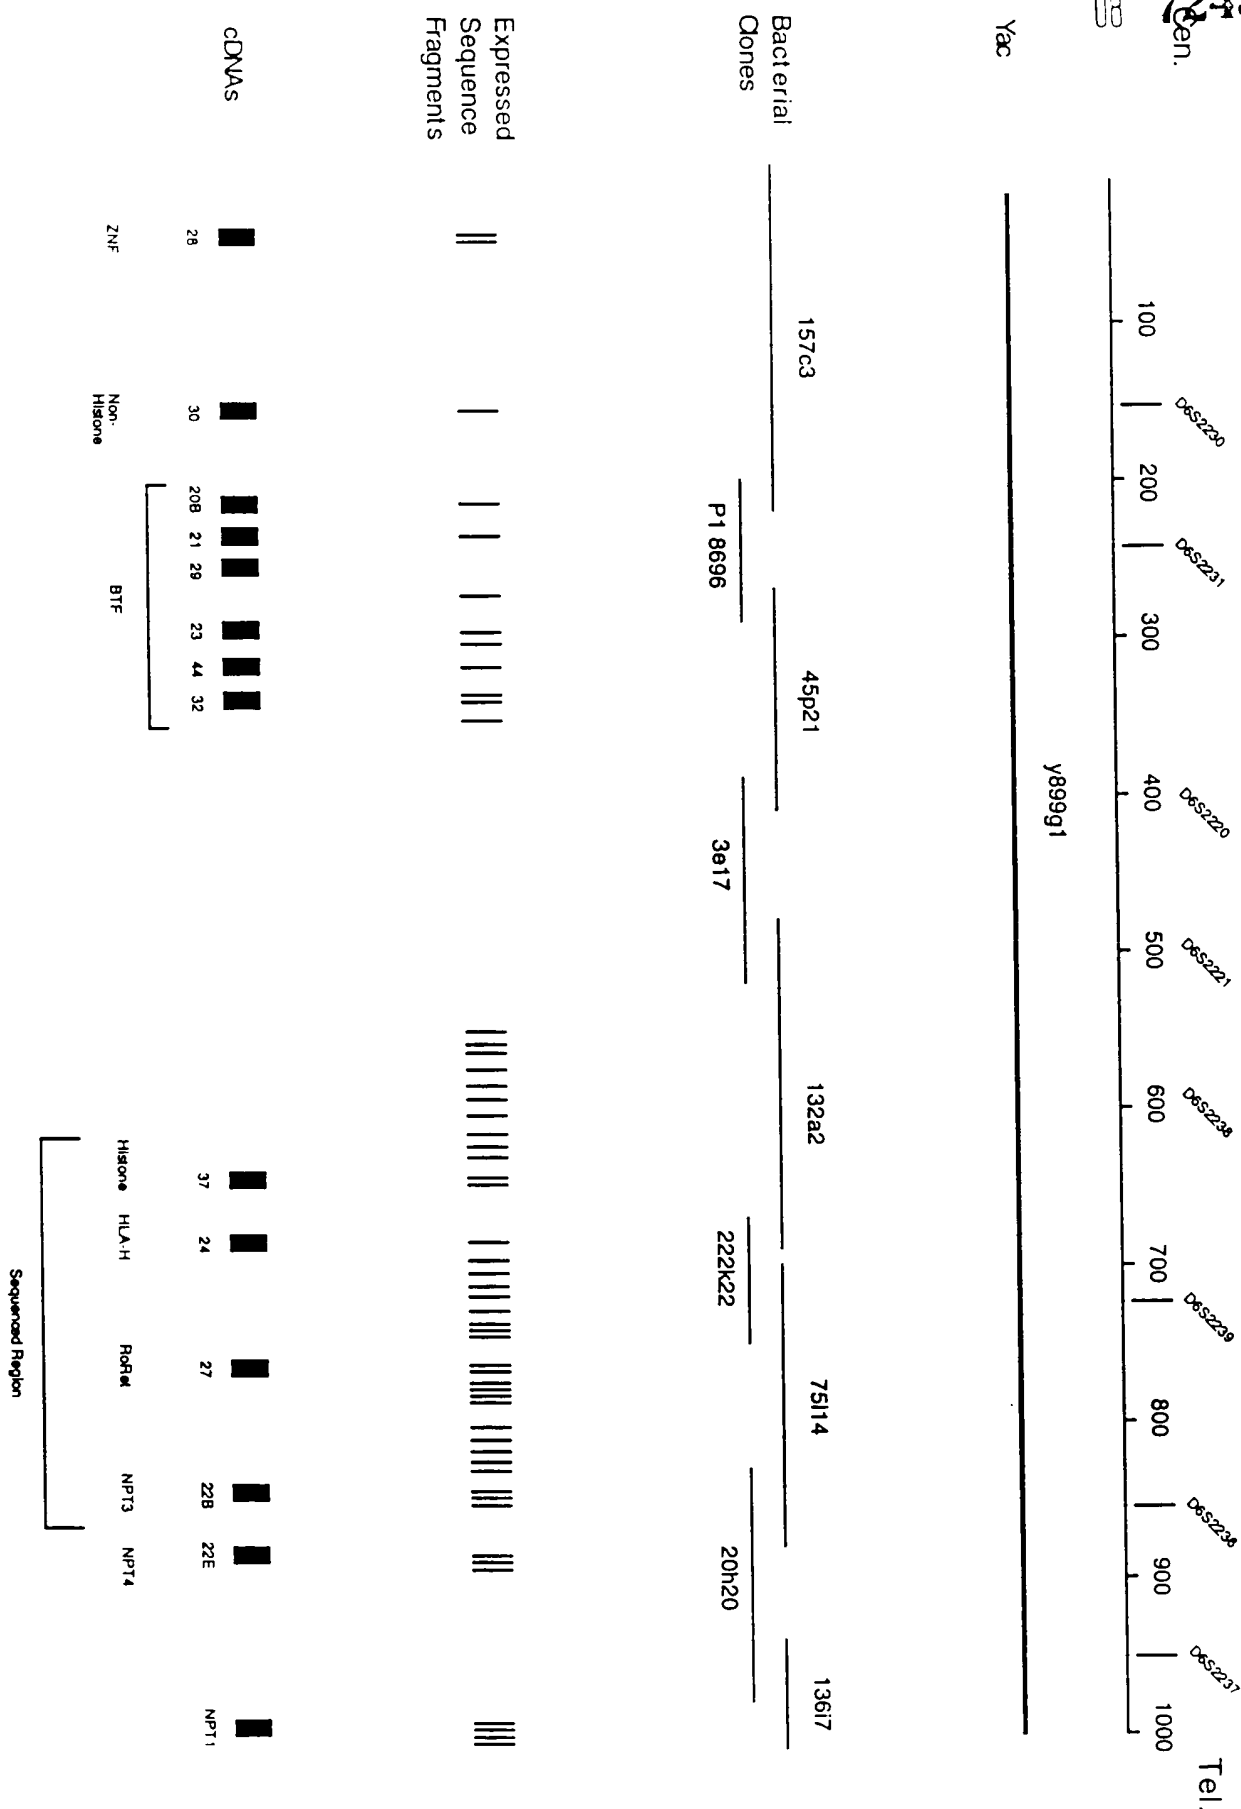 Cen.
Tel.
D6S2230
D6S2231
D6S2220
D6S2221
D6S2238
D6S2239
D6S2236
D6S2237
100
200
300
400
500
600
700
800
900
1000
Yac
y899g1
Bacterial
Clones
157c3
45p21
132a2
75l14
136i7
P1 8696
3e17
222k22
20h20
Expressed
Sequence
Fragments
cDNAs
28
30
20B
21
29
23
44
32
37
24
27
22B
22E
NPT1
ZNF
Non-
Histone
BTF
Histone
HLA-H
RoRet
NPT3
NPT4
Sequenced Region